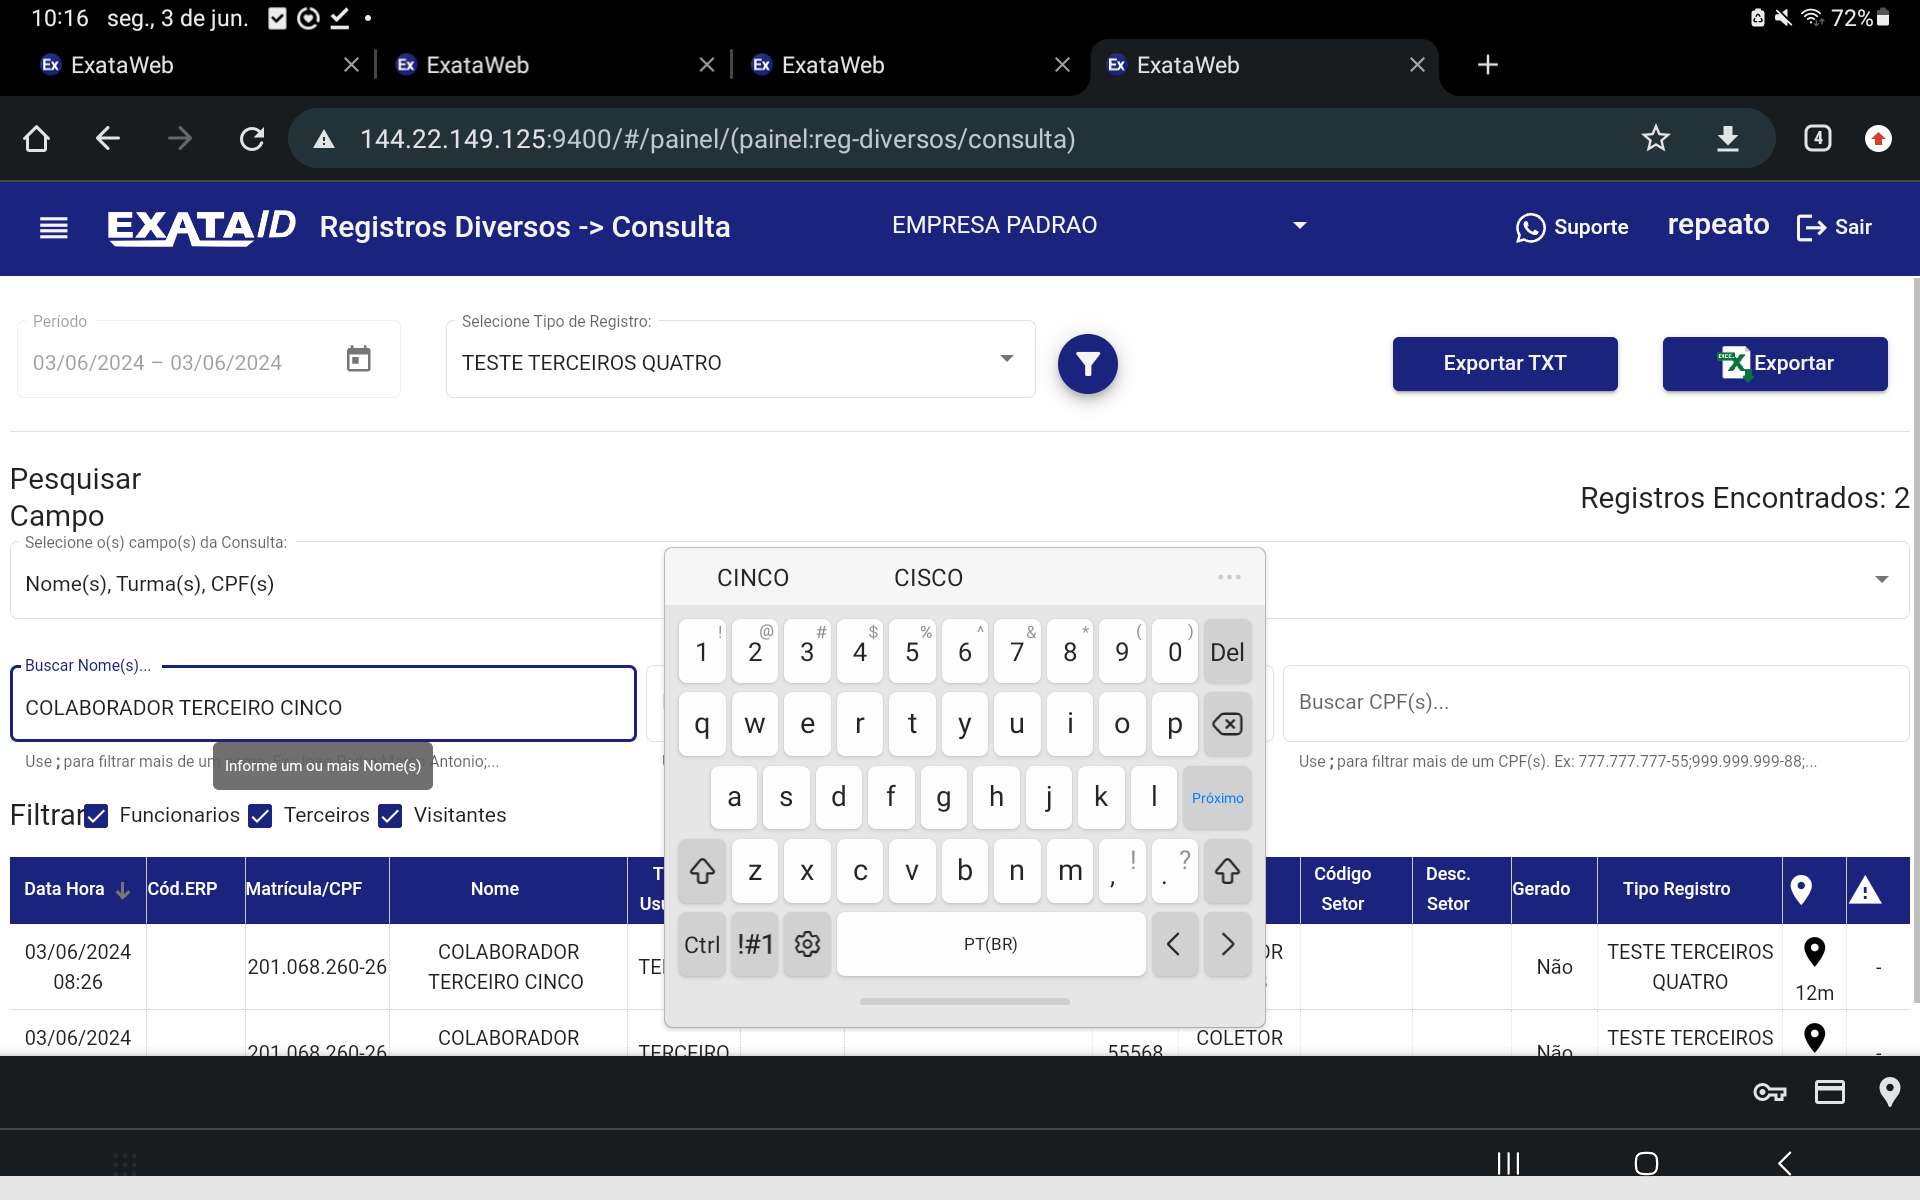 10:16 seg., 3 de jun. 72%
Ex ExataWeb Ex ExataWeb Ex ExataWeb Ex ExataWeb
144.22.149.125:9400/#/painel/(painel:reg-diversos/consulta) 4
EXATA/D Registros Diversos -> Consulta EMPRESA PADRAO Suporte repeato Sair
Período Selecione Tipo de Registro:
03/06/2024 – 03/06/2024 TESTE TERCEIROS QUATRO Exportar TXT Exportar
Pesquisar
Campo
Registros Encontrados: 2
Selecione o(s) campo(s) da Consulta:
Nome(s), Turma(s), CPF(s)
Buscar Nome(s)...
COLABORADOR TERCEIRO CINCO
Buscar CPF(s)...
Use ; para filtrar mais de um Antonio;...
Informe um ou mais Nome(s)
Use ; para filtrar mais de um CPF(s). Ex: 777.777.777-55;999.999.999-88;...
Filtrar Funcionarios Terceiros Visitantes
CINCO CISCO ...
! @ # $ % ^ & * ( )
1 2 3 4 5 6 7 8 9 0 Del
q w e r t y u i o p
a s d f g h j k l Próximo
z x c v b n m , ! . ?
Ctrl !#1 PT(BR) < >
Data Hora Cód.ERP Matrícula/CPF Nome Código Setor Desc. Setor Gerado Tipo Registro
03/06/2024 COLABORADOR TESTE TERCEIROS
201.068.260-26 Não -
08:26 TERCEIRO CINCO QUATRO 12m
03/06/2024 COLABORADOR COLETOR TESTE TERCEIROS
201.068.260-26 TERCEIRO 55568 Não -